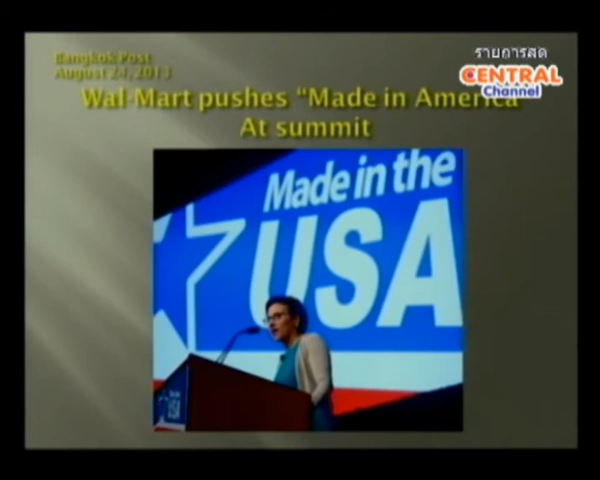 Bangkok Post
August 24, 2013
รายการสด
CENTRAL
Channel
Wal-Mart pushes "Made in America"
At summit
Made in the
USA
USA